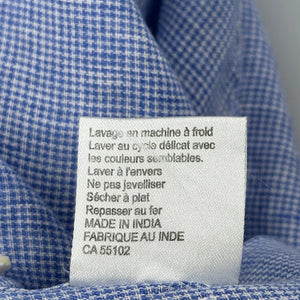 Lavage en machine à froid
Laver au cycle délicat avec
les couleurs semblables.
Laver à l'envers
Ne pas javelliser
Sécher à plat
Repasser au fer
MADE IN INDIA
FABRIQUE AU INDE
CA 55102